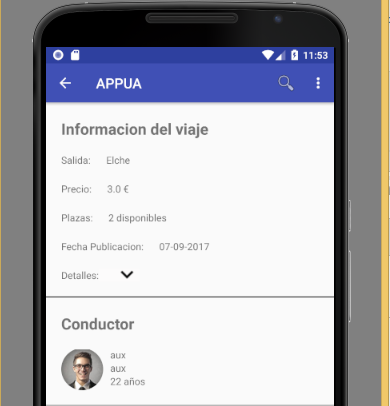 11:53
APPUA
Informacion del viaje
Salida: Elche
Precio: 3.0 €
Plazas: 2 disponibles
Fecha Publicacion: 07-09-2017
Detalles:
Conductor
aux
aux
22 años